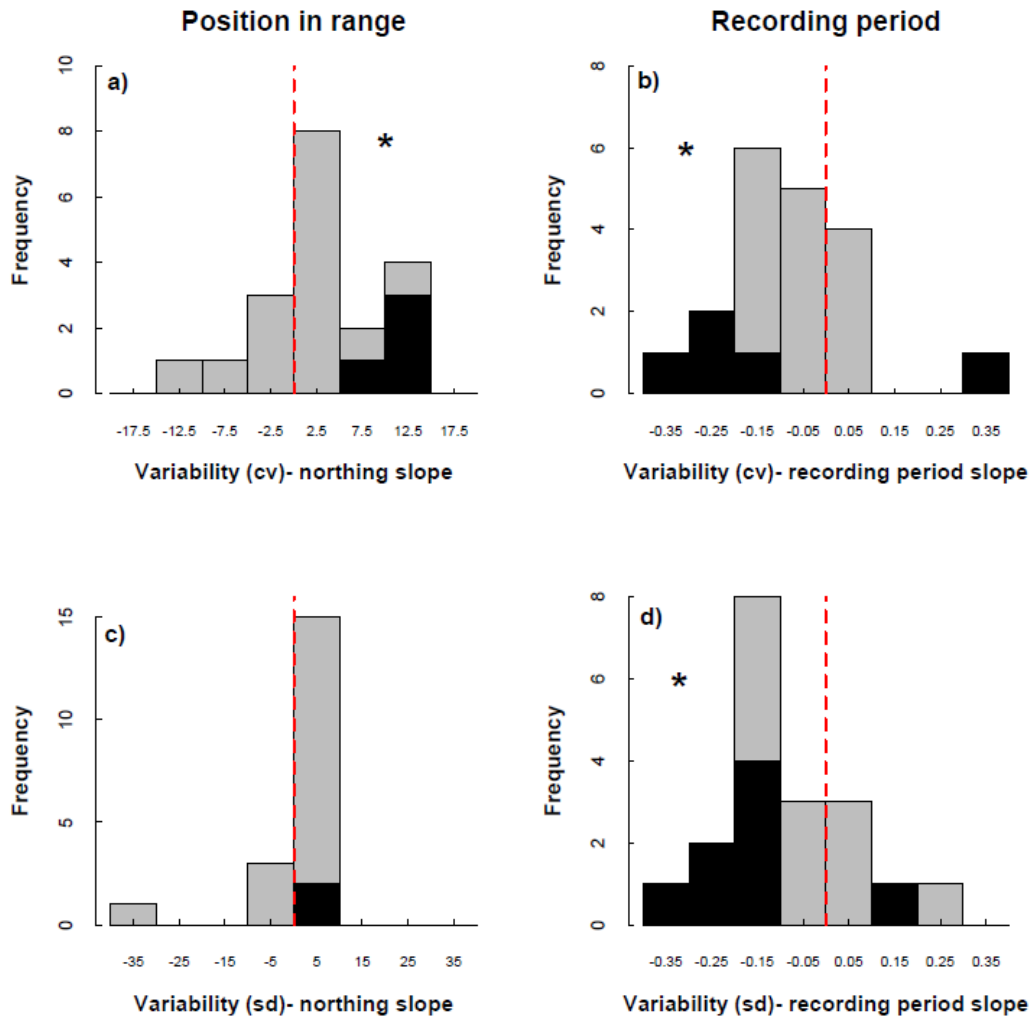 Position in range
Recording period
a)
*
Frequency
0 2 4 6 8 10
-17.5 -12.5 -7.5 -2.5 2.5 7.5 12.5 17.5
Variability (cv)- northing slope
b)
*
Frequency
0 2 4 6 8
-0.35 -0.25 -0.15 -0.05 0.05 0.15 0.25 0.35
Variability (cv)- recording period slope
c)
Frequency
0 5 10 15
-35 -25 -15 -5 5 15 25 35
Variability (sd)- northing slope
d)
*
Frequency
0 2 4 6 8
-0.35 -0.25 -0.15 -0.05 0.05 0.15 0.25 0.35
Variability (sd)- recording period slope